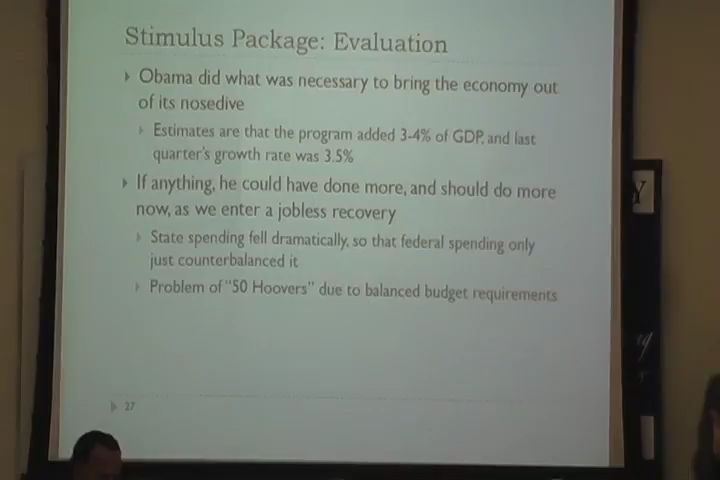 Stimulus Package: Evaluation
Obama did what was necessary to bring the economy out
of its nosedive
Estimates are that the program added 3-4% of GDP, and last
quarter's growth rate was 3.5%
If anything, he could have done more, and should do more
now, as we enter a jobless recovery
State spending fell dramatically, so that federal spending only
just counterbalanced it
Problem of "50 Hoovers" due to balanced budget requirements
27
Y